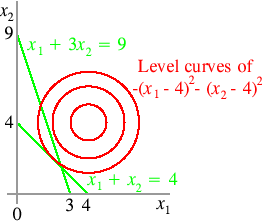 x₂
9
x₁ + 3x₂ = 9
Level curves of
-(x₁ - 4)²- (x₂ - 4)²
4
x₁ + x₂ = 4
0
3 4
x₁